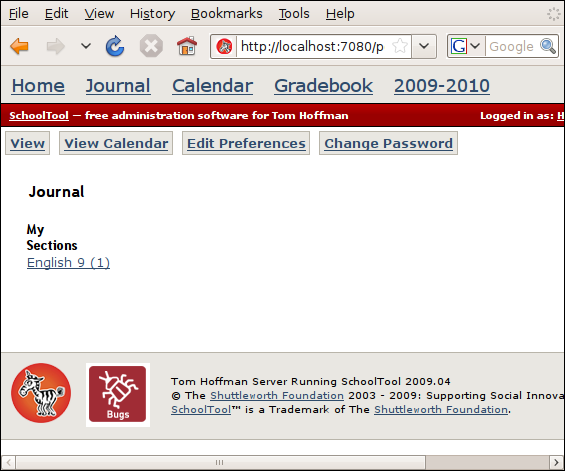 File Edit View History Bookmarks Tools Help
http://localhost:7080/p G Google
Home Journal Calendar Gradebook 2009-2010
SchoolTool — free administration software for Tom Hoffman Logged in as: H
View View Calendar Edit Preferences Change Password
Journal
My
Sections
English 9 (1)
Tom Hoffman Server Running SchoolTool 2009.04
© The Shuttleworth Foundation 2003 - 2009: Supporting Social Innova
SchoolTool™ is a Trademark of The Shuttleworth Foundation.
Bugs